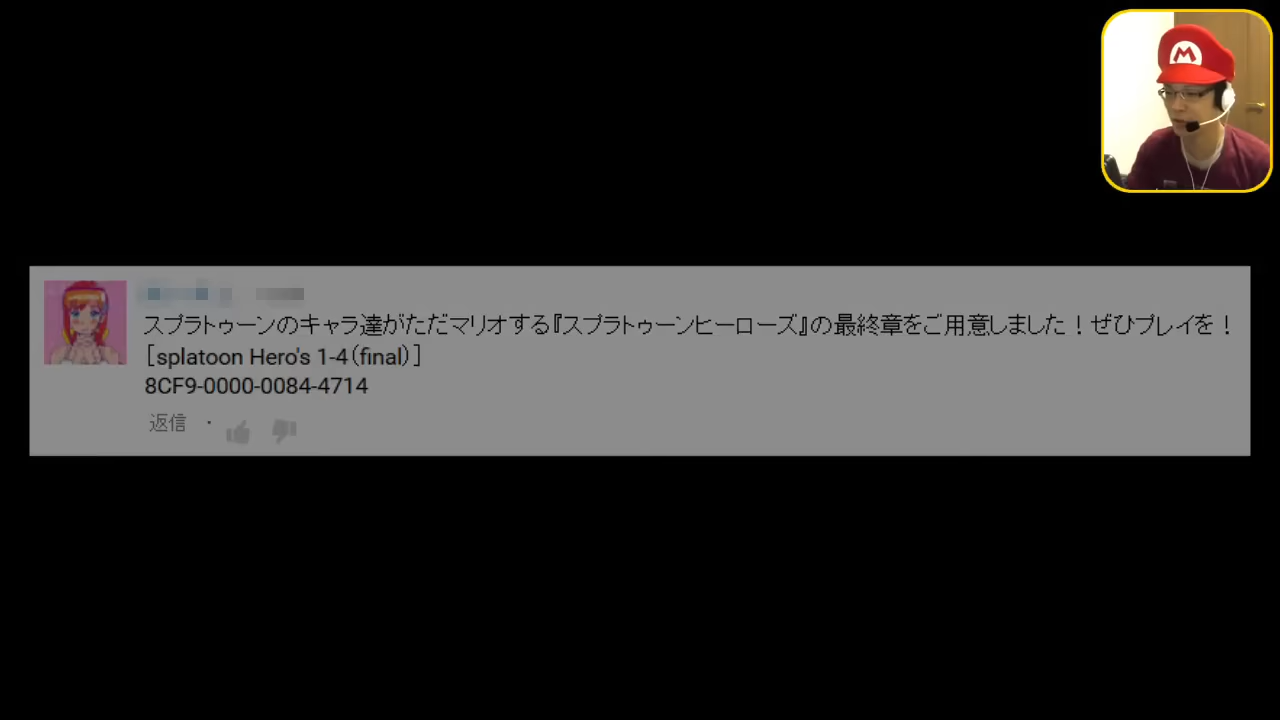 M
スプラトゥーンのキャラ達がただマリオする『スプラトゥーンヒーローズ』の最終章をご用意しました！ぜひプレイを！
[splatoon Hero's 1-4(final)]
8CF9-0000-0084-4714
返信 ・